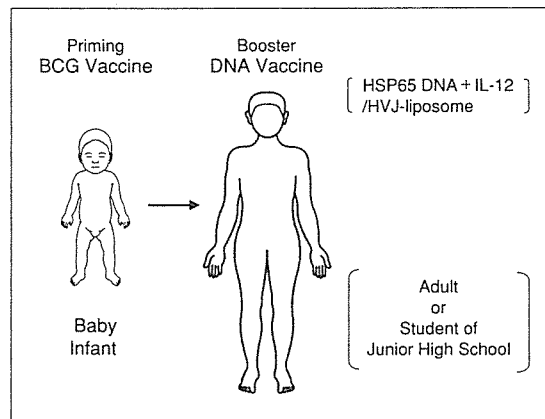 Priming
BCG Vaccine
Booster
DNA Vaccine
HSP65 DNA + IL-12
/HVJ-liposome
Baby
Infant
Adult
or
Student of
Junior High School